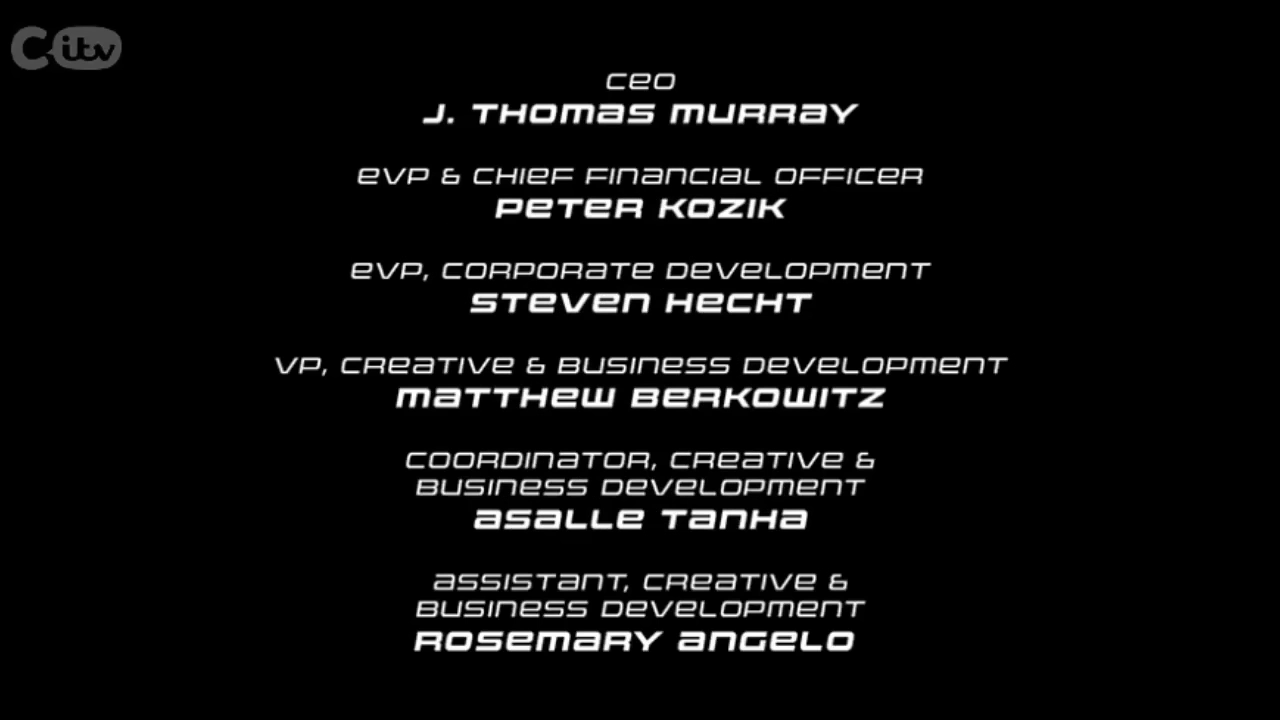 Citv
CEO
J. THOMAS MURRAY
EVP & CHIEF FINANCIAL OFFICER
PETER KOZIK
EVP, CORPORATE DEVELOPMENT
STEVEN HECHT
VP, CREATIVE & BUSINESS DEVELOPMENT
MATTHEW BERKOWITZ
COORDINATOR, CREATIVE &
BUSINESS DEVELOPMENT
ASALLE TANHA
ASSISTANT, CREATIVE &
BUSINESS DEVELOPMENT
ROSEMARY ANGELO